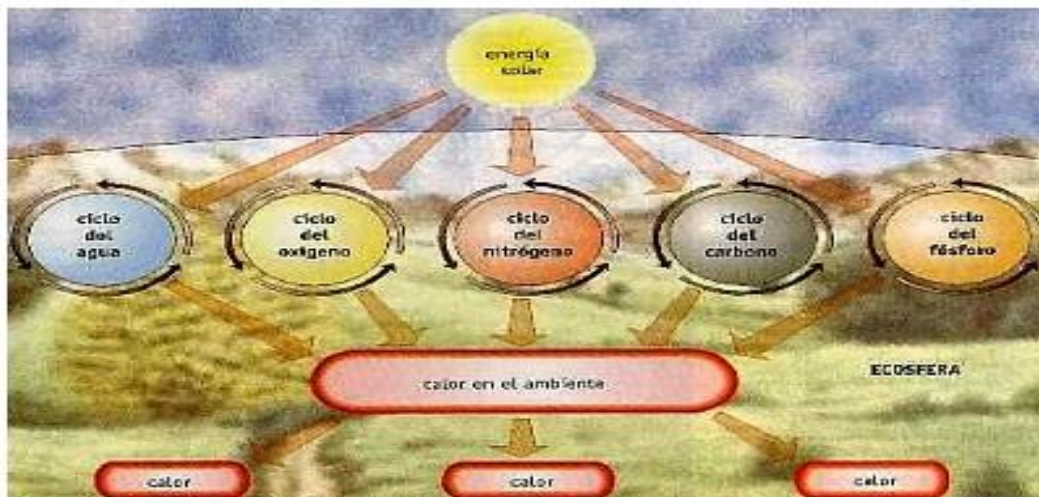 energía
solar
ciclo
del
agua
ciclo
del
oxígeno
ciclo
del
nitrógeno
ciclo
del
carbono
ciclo
del
fósforo
calor en el ambiente
ECOSFERA
calor
calor
calor